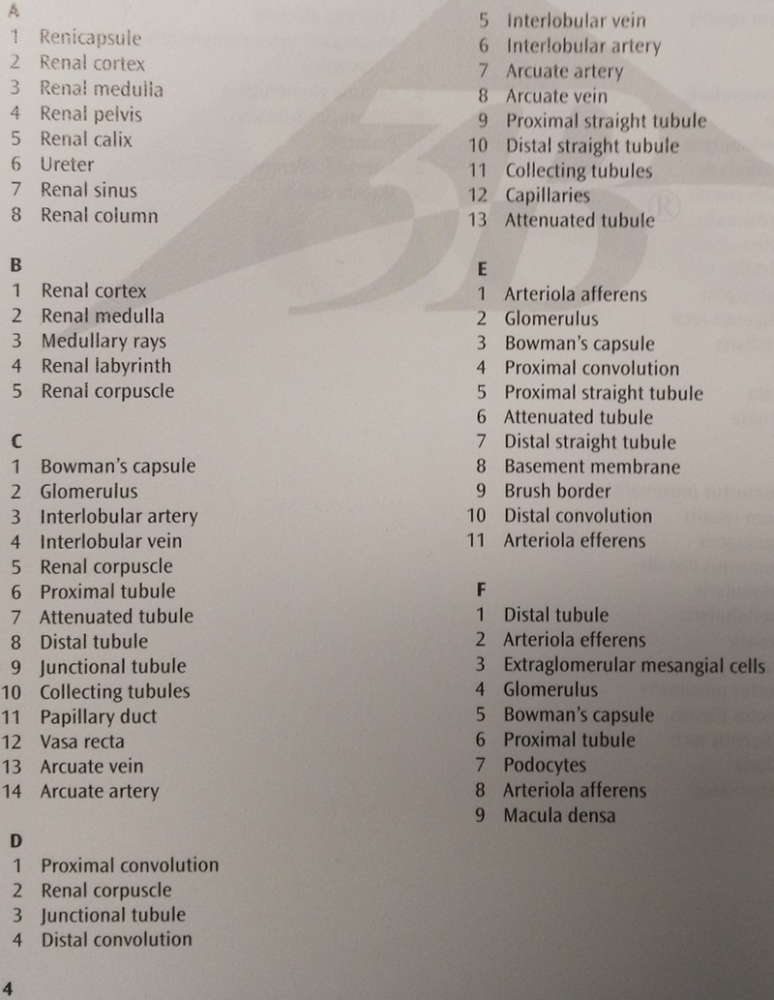 A
1 Renicapsule
2 Renal cortex
3 Renal medulla
4 Renal pelvis
5 Renal calix
6 Ureter
7 Renal sinus
8 Renal column
B
1 Renal cortex
2 Renal medulla
3 Medullary rays
4 Renal labyrinth
5 Renal corpuscle
C
1 Bowman's capsule
2 Glomerulus
3 Interlobular artery
4 Interlobular vein
5 Renal corpuscle
6 Proximal tubule
7 Attenuated tubule
8 Distal tubule
9 Junctional tubule
10 Collecting tubules
11 Papillary duct
12 Vasa recta
13 Arcuate vein
14 Arcuate artery
D
1 Proximal convolution
2 Renal corpuscle
3 Junctional tubule
4 Distal convolution
5 Interlobular vein
6 Interlobular artery
7 Arcuate artery
8 Arcuate vein
9 Proximal straight tubule
10 Distal straight tubule
11 Collecting tubules
12 Capillaries
13 Attenuated tubule
E
1 Arteriola afferens
2 Glomerulus
3 Bowman's capsule
4 Proximal convolution
5 Proximal straight tubule
6 Attenuated tubule
7 Distal straight tubule
8 Basement membrane
9 Brush border
10 Distal convolution
11 Arteriola efferens
F
1 Distal tubule
2 Arteriola efferens
3 Extraglomerular mesangial cells
4 Glomerulus
5 Bowman's capsule
6 Proximal tubule
7 Podocytes
8 Arteriola afferens
9 Macula densa
3B ®
4